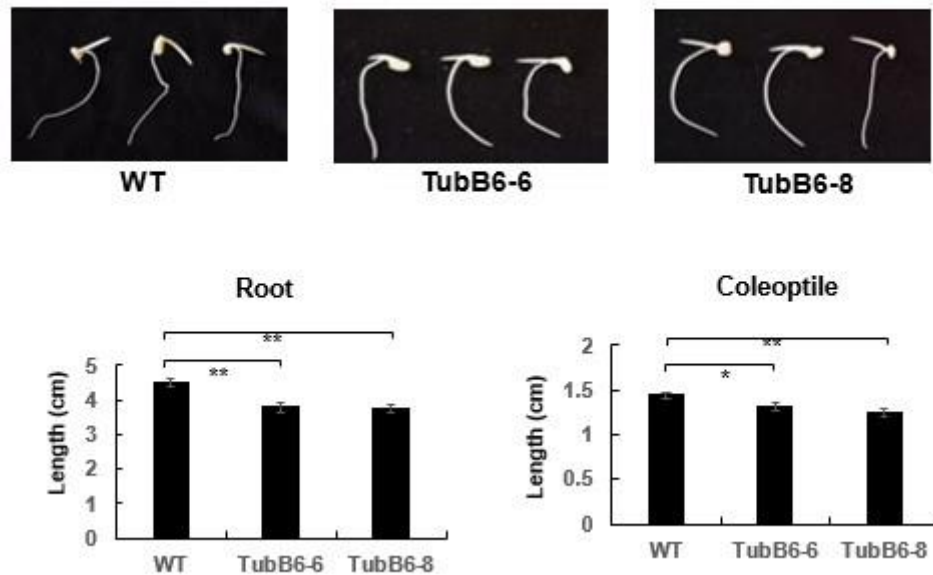 WT TubB6-6 TubB6-8
Root
Coleoptile
**
**
**
*
Length (cm)
5
4
3
2
1
0
WT TubB6-6 TubB6-8
Length (cm)
2
1.5
1
0.5
0
WT TubB6-6 TubB6-8